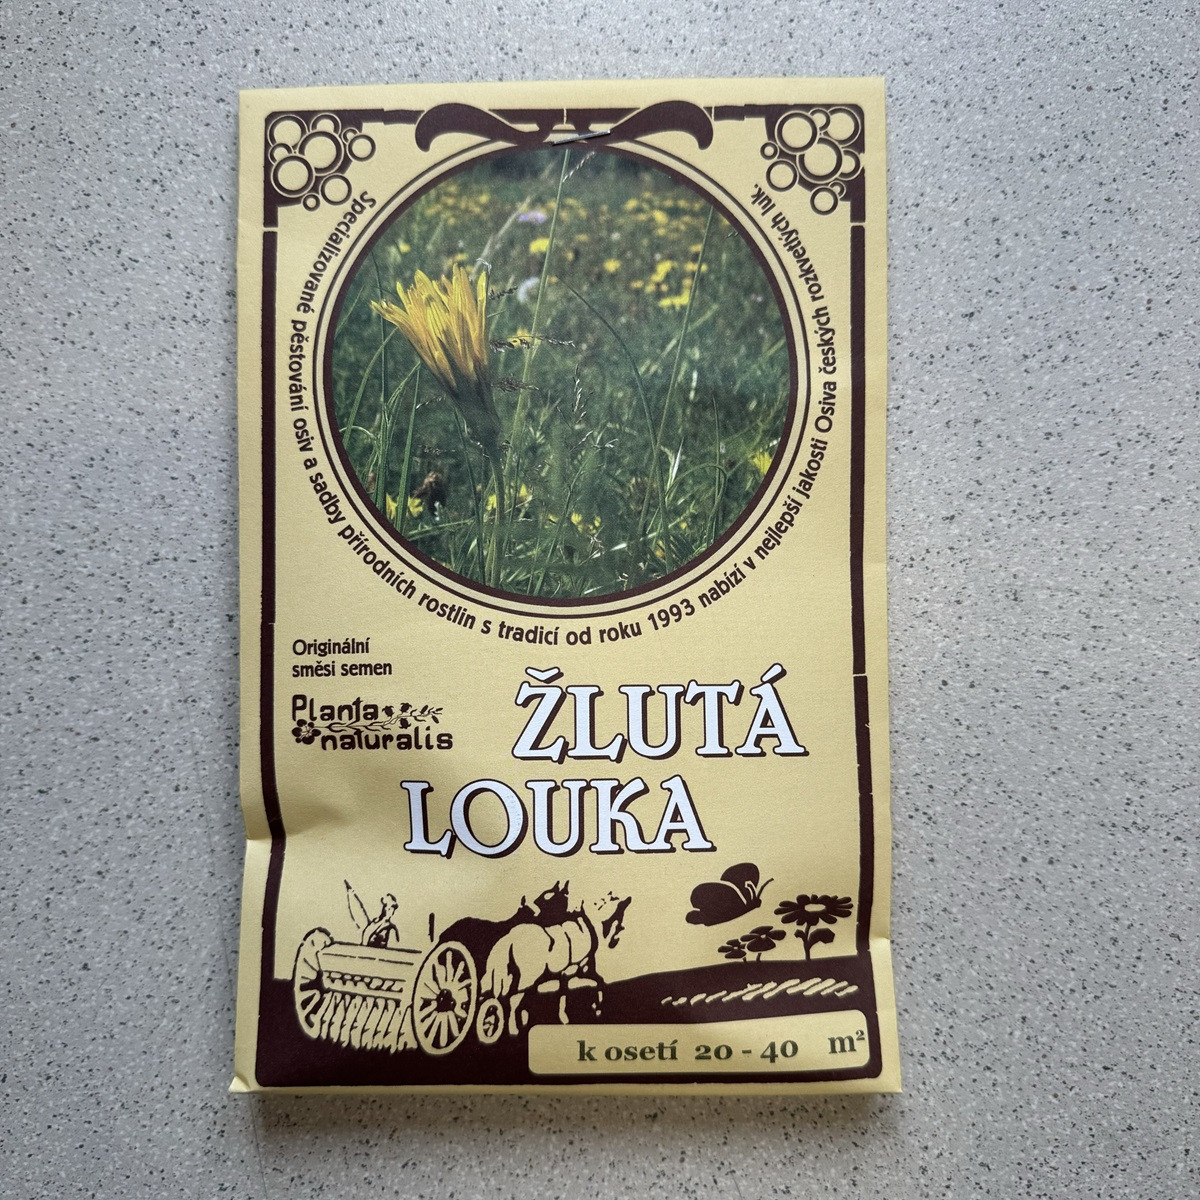 Specializované pěstování osiv a sadby přírodních rostlin s tradicí od roku 1993 nabízí v nejlepší jakosti Osiva českých rozkvetlých luk.
Originální
směsi semen
Planta
naturalis
ŽLUTÁ
LOUKA
k osetí 20 - 40 m²